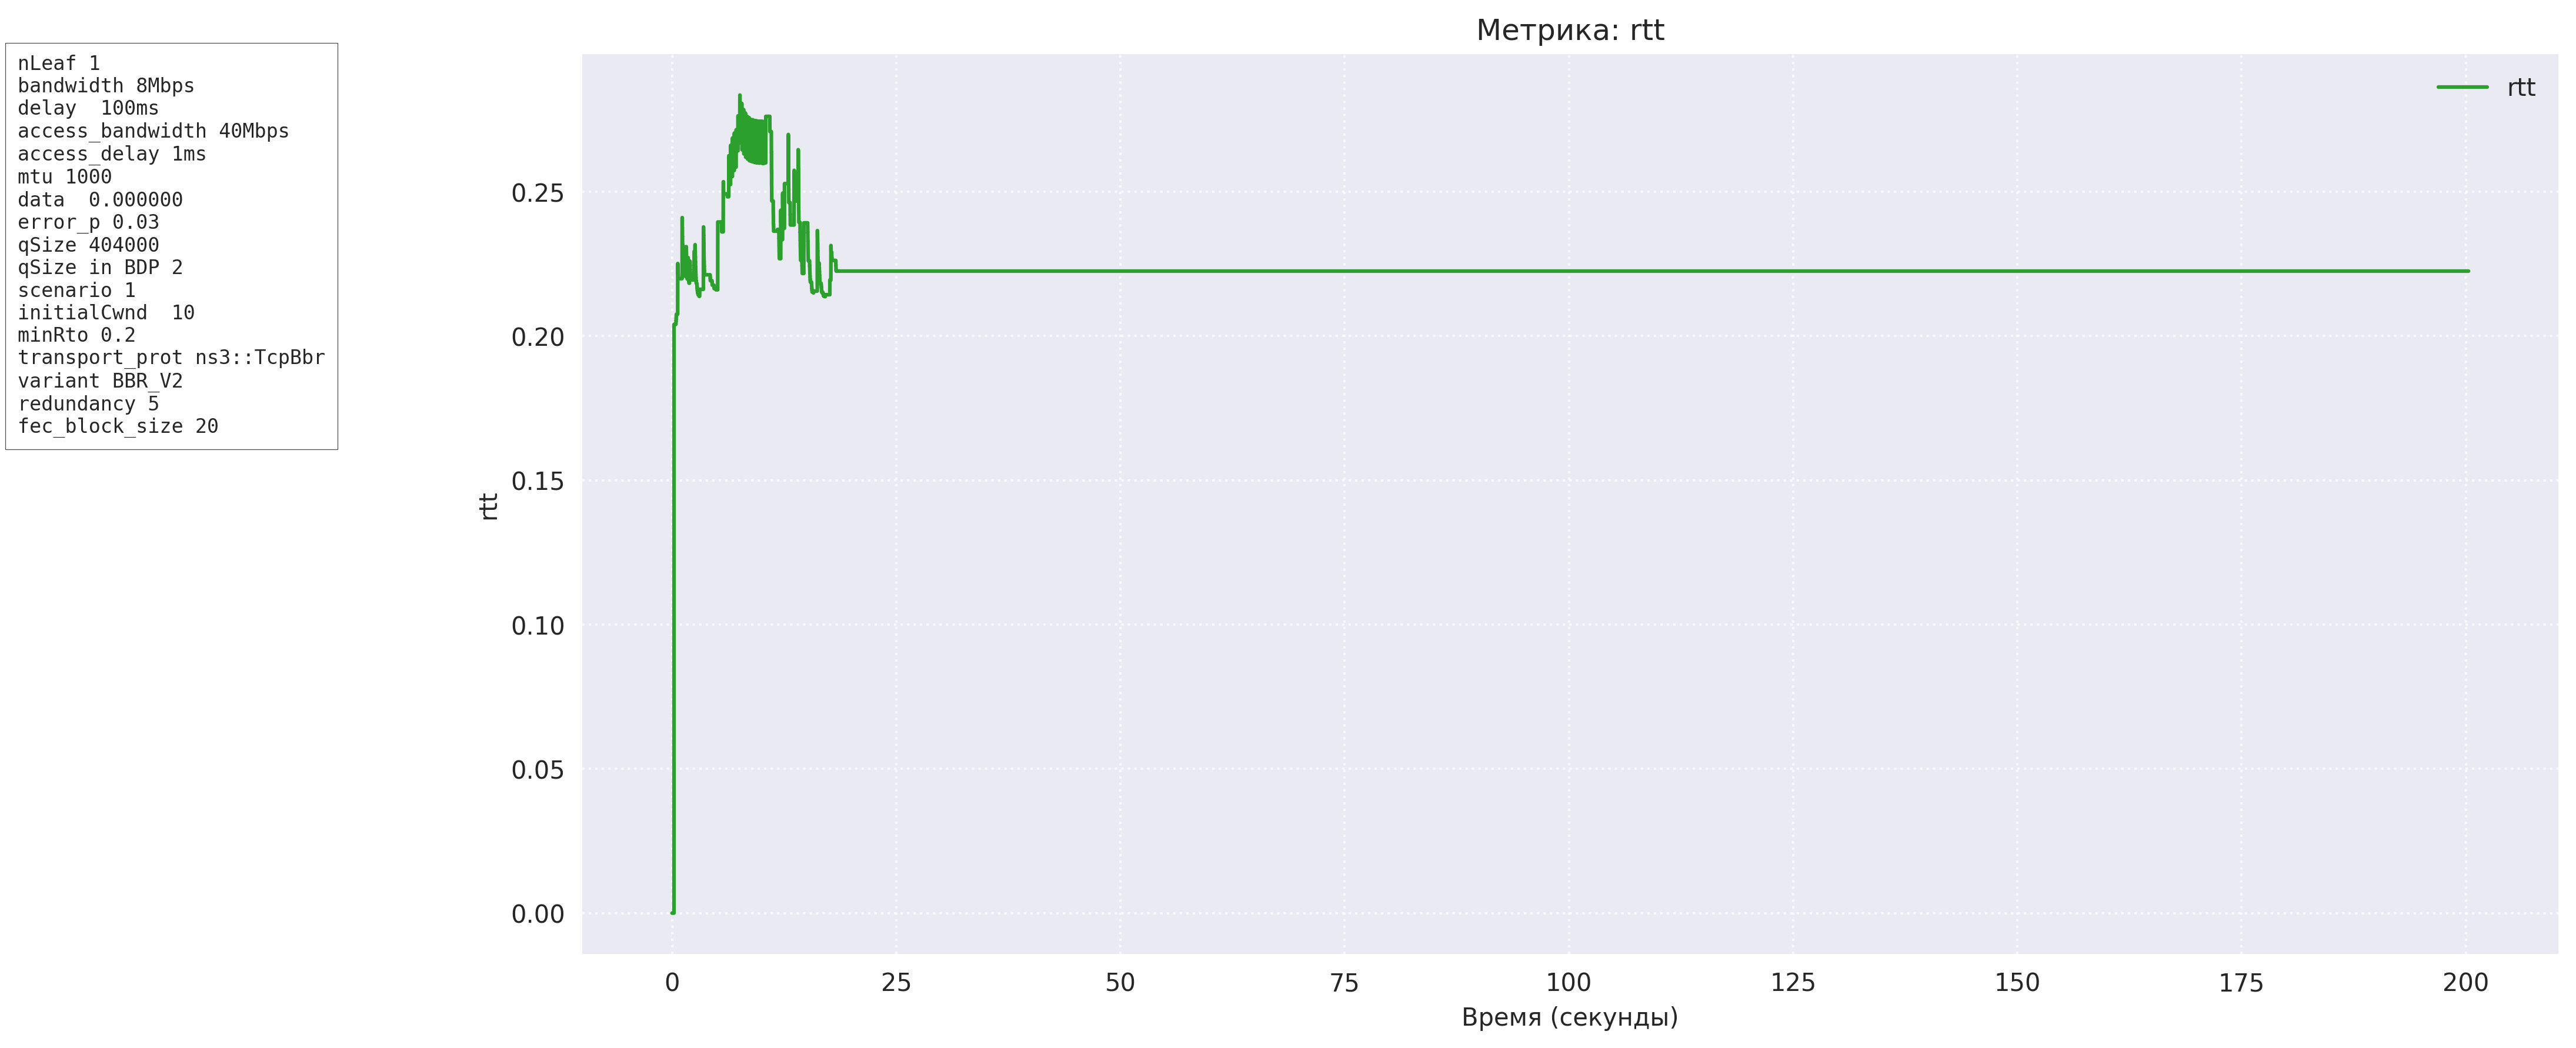 Метрика: rtt
nLeaf 1
bandwidth 8Mbps
delay  100ms
access_bandwidth 40Mbps
access_delay 1ms
mtu 1000
data  0.000000
error_p 0.03
qSize 404000
qSize in BDP 2
scenario 1
initialCwnd  10
minRto 0.2
transport_prot ns3::TcpBbr
variant BBR_V2
redundancy 5
fec_block_size 20
rtt
rtt
0.25
0.20
0.15
0.10
0.05
0.00
0 25 50 75 100 125 150 175 200
Время (секунды)